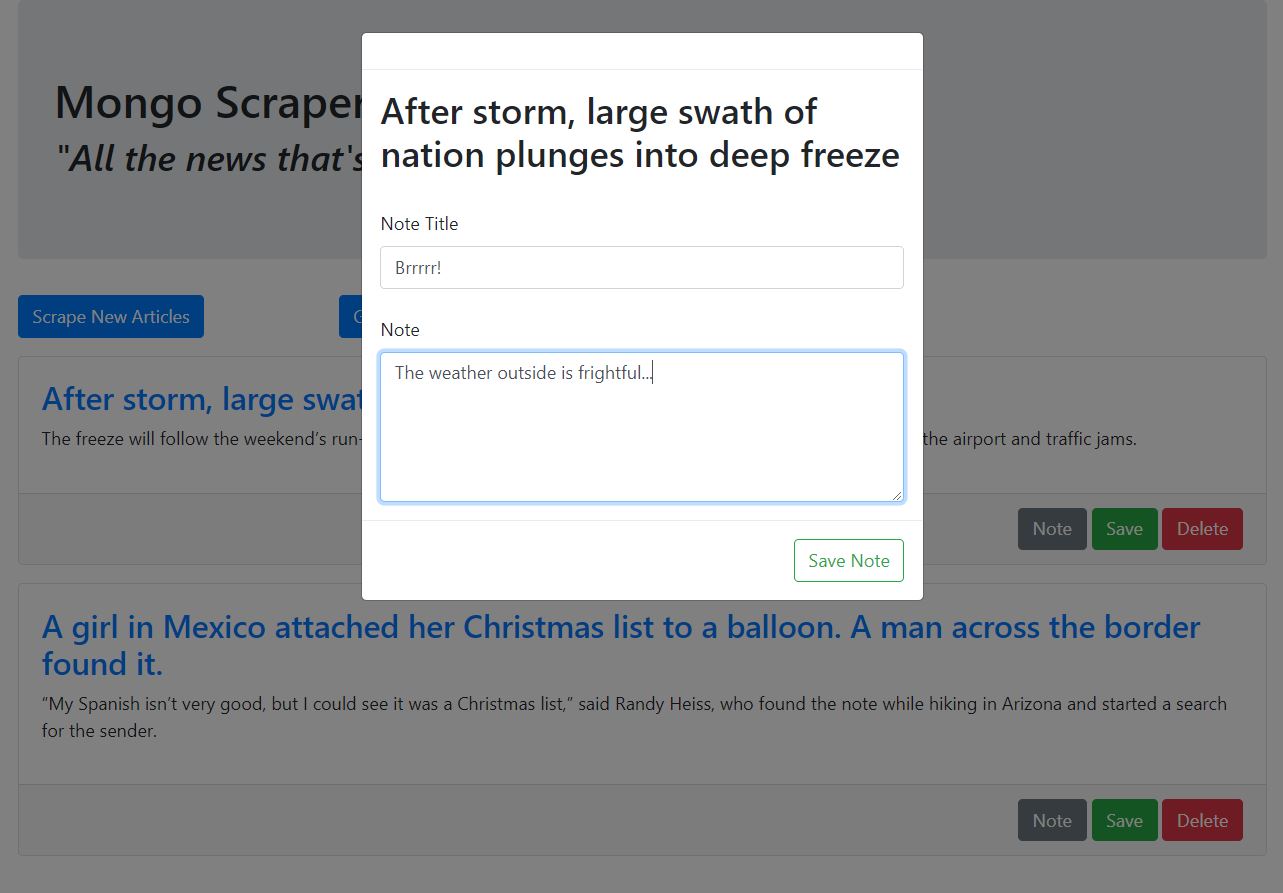 Mongo Scraper
"All the news that's
Scrape New Articles
After storm, large swath of
nation plunges into deep freeze
Note Title
Brrrrr!
Note
The weather outside is frightful...
Save Note
After storm, large
The freeze will follow the weekend’s the airport and traffic jams.
Note Save Delete
A girl in Mexico attached her Christmas list to a balloon. A man across the border
found it.
“My Spanish isn’t very good, but I could see it was a Christmas list,” said Randy Heiss, who found the note while hiking in Arizona and started a search
for the sender.
Note Save Delete